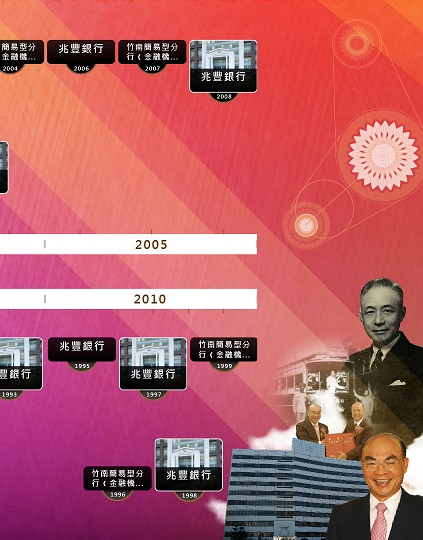 簡易型分
（金融機...
2004
兆豐銀行
2006
竹南簡易型分
行（金融機...
2007
兆豐銀行
2008
2005
2010
豐銀行
1993
兆豐銀行
1995
兆豐銀行
1997
竹南簡易型分
行（金融機...
1999
竹南簡易型分
行（金融機...
1996
兆豐銀行
1998